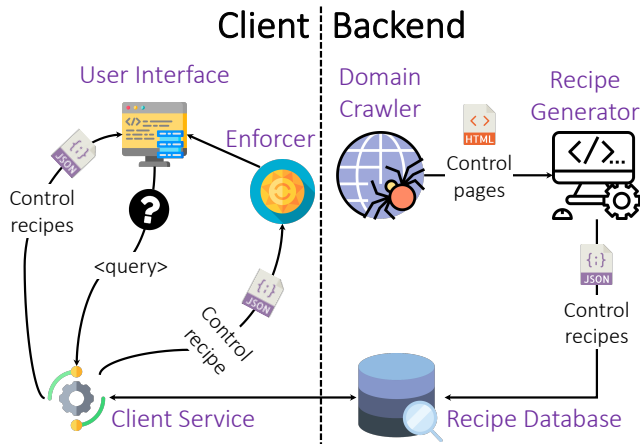 Client
Backend
User Interface
Domain
Crawler
Recipe
Generator
Enforcer
</>
HTML
</>...
{;}
JSON
Control
pages
Control
recipes
?
<query>
{;}
JSON
{;}
JSON
Control
recipes
Control
recipe
Client Service
Recipe Database